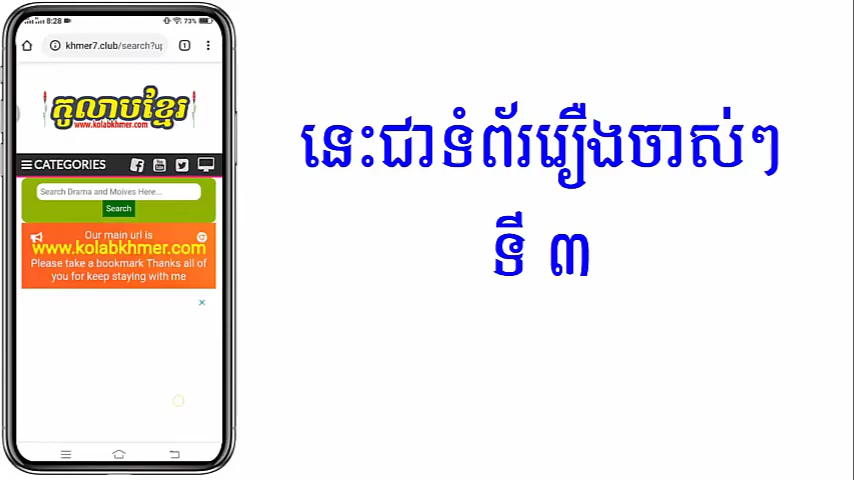 8:28
73%
khmer7.club/search?up
1
កូលាបខ្មែរ
www.kolabkhmer.com
CATEGORIES
Search Drama and Moives Here...
Search
Our main url is
www.kolabkhmer.com
Please take a bookmark Thanks all of
you for keep staying with me
នេះជាទំព័ររឿងចាស់ៗ
ទី ៣